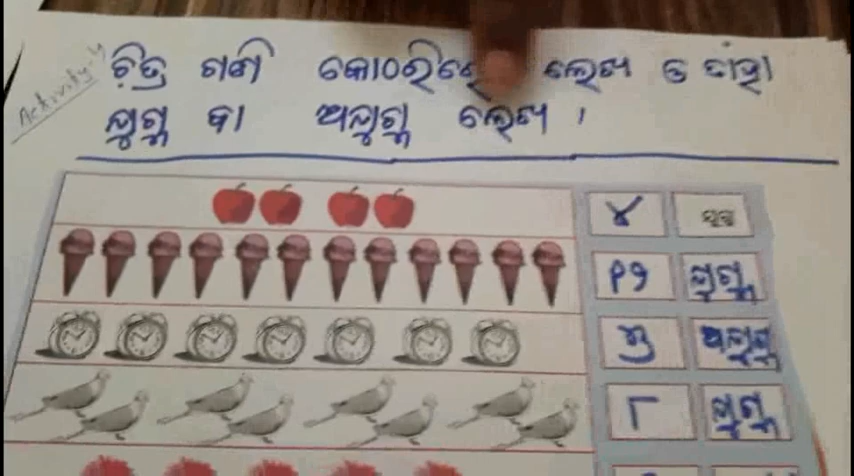 Activity-4
ଚିତ୍ର ଗଣି କୋଠରିରେ ଲେଖ ଓ ତାହା
ଯୁଗ୍ମ ବା ଅଯୁଗ୍ମ ଲେଖ ।
୪ ଯୁଗ୍ମ
୧୨ ଯୁଗ୍ମ
୭ ଅଯୁଗ୍ମ
୮ ଯୁଗ୍ମ